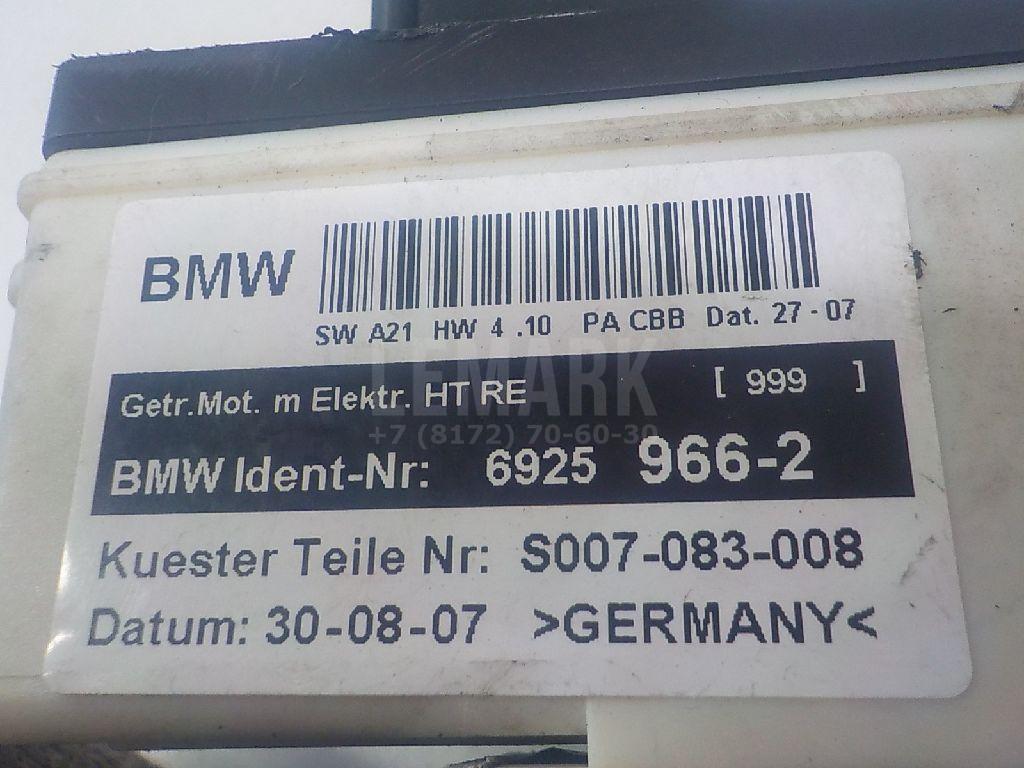 BMW
SW A21 HW 4 .10 PA CBB Dat. 27-07
LEMARK
Getr.Mot. m Elektr. HT RE [ 999 ]
+7 (8172) 70-60-30
BMW Ident-Nr: 6925 966-2
Kuester Teile Nr: S007-083-008
Datum: 30-08-07 >GERMANY<